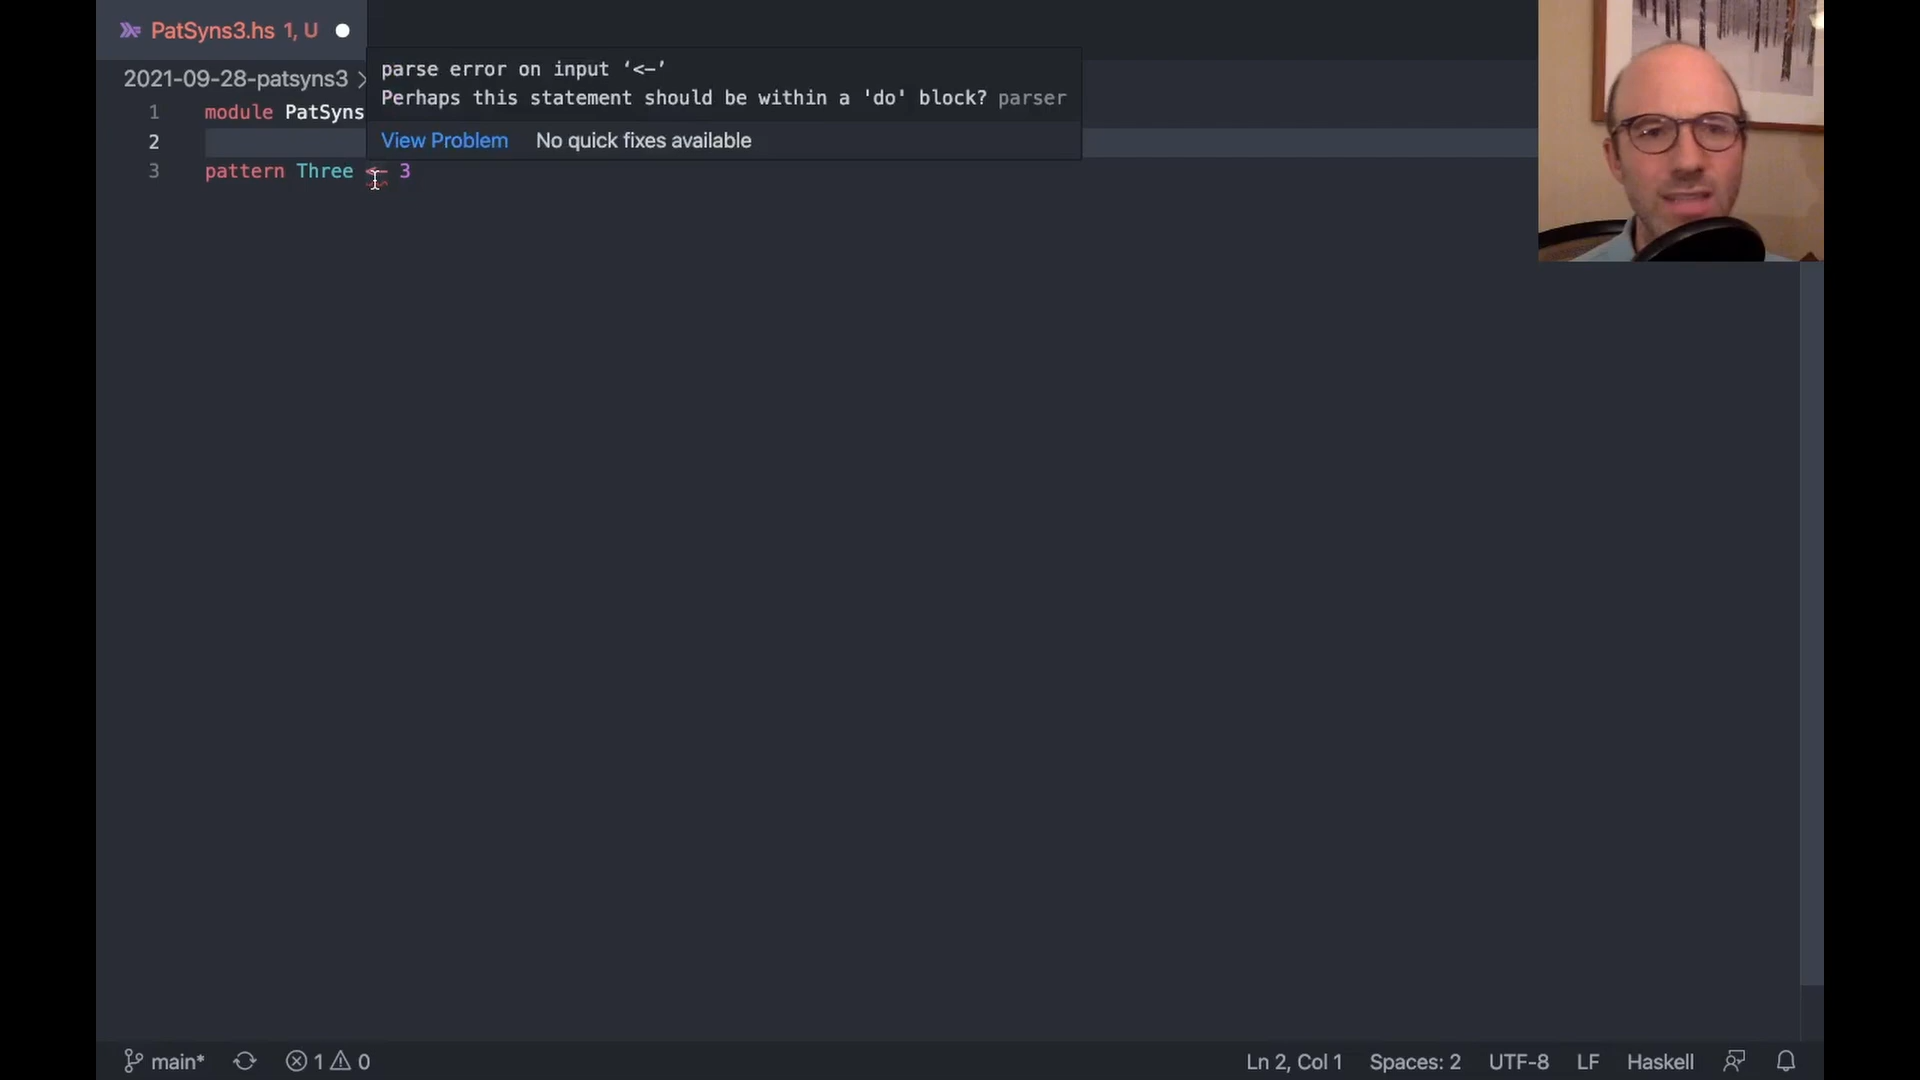 PatSyns3.hs 1, U
parse error on input ‘<-’
2021-09-28-patsyns3 >
Perhaps this statement should be within a 'do' block? parser
1 module PatSyns
View Problem No quick fixes available
2
3 pattern Three <- 3
main* 1 0 Ln 2, Col 1 Spaces: 2 UTF-8 LF Haskell